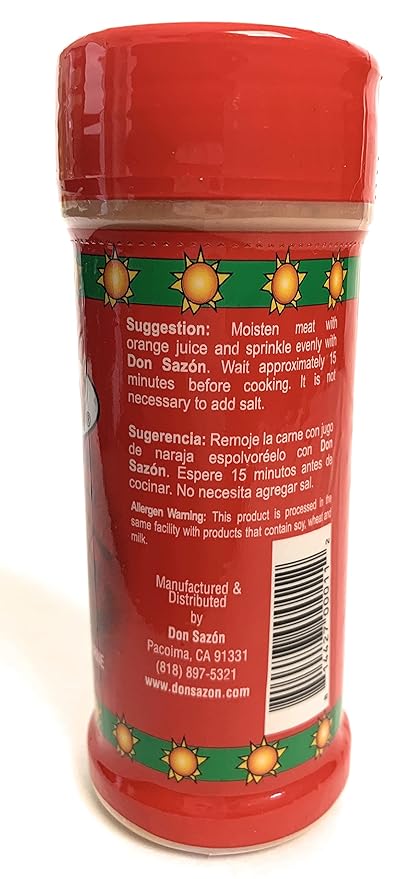 Suggestion: Moisten meat with
orange juice and sprinkle evenly with
Don Sazón. Wait approximately 15
minutes before cooking. It is not
necessary to add salt.
Sugerencia: Remoje la carne con jugo
de naraja espolvoréelo con Don
Sazón. Espere 15 minutos antes de
cocinar. No necesita agregar sal.
Allergen Warning: This product is processed in the
same facility with products that contain soy, wheat and
milk.
Manufactured &
Distributed
by
Don Sazón
Pacoima, CA 91331
(818) 897-5321
www.donsazon.com
8 14427 00011 2